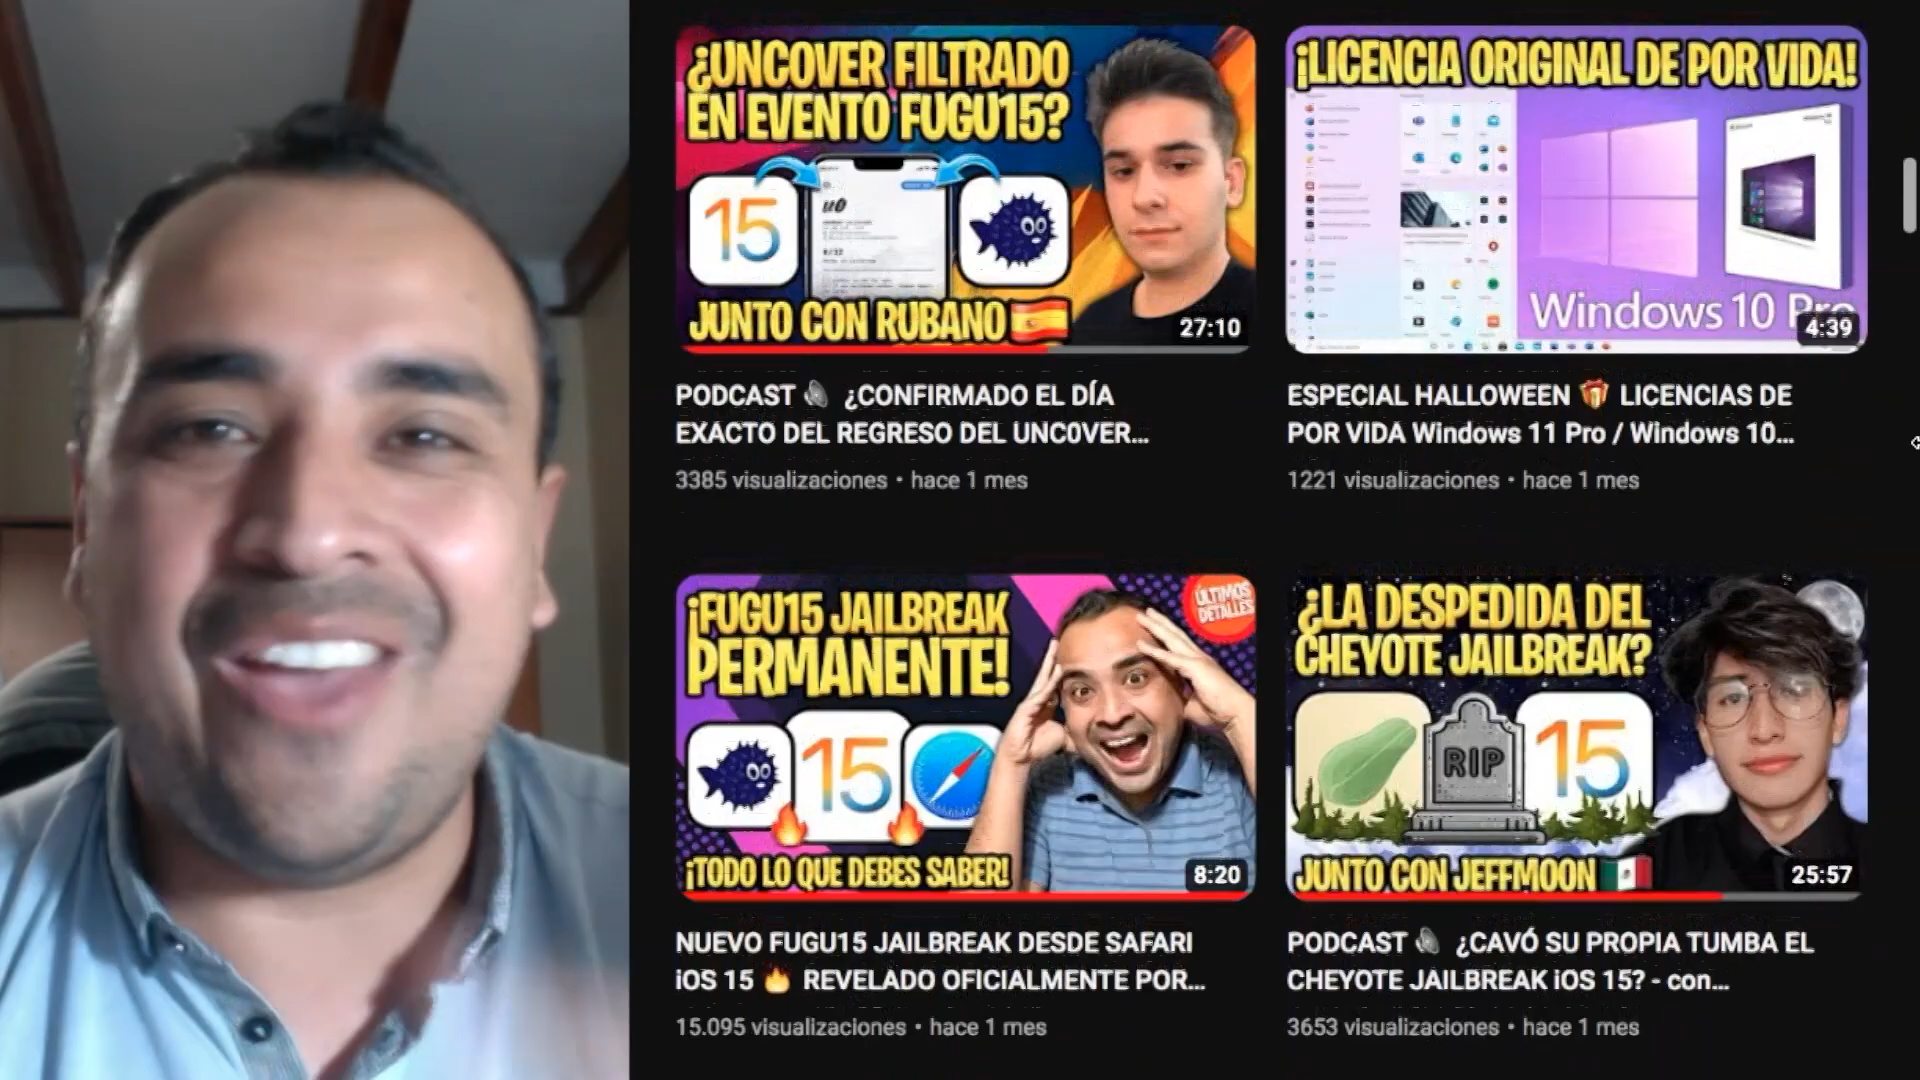 ¿UNCOVER FILTRADO
EN EVENTO FUGU15?
15
u0
JUNTO CON RUBANO
27:10
PODCAST 🔊 ¿CONFIRMADO EL DÍA
EXACTO DEL REGRESO DEL UNC0VER...
3385 visualizaciones • hace 1 mes
¡LICENCIA ORIGINAL DE POR VIDA!
Windows 10 Pro
4:39
ESPECIAL HALLOWEEN 🎁 LICENCIAS DE
POR VIDA Windows 11 Pro / Windows 10...
1221 visualizaciones • hace 1 mes
¡FUGU15 JAILBREAK
PERMANENTE!
ÚLTIMOS
DETALLES
15
¡TODO LO QUE DEBES SABER!
8:20
NUEVO FUGU15 JAILBREAK DESDE SAFARI
iOS 15 🔥 REVELADO OFICIALMENTE POR...
15.095 visualizaciones • hace 1 mes
¿LA DESPEDIDA DEL
CHEYOTE JAILBREAK?
RIP
15
JUNTO CON JEFFMOON
25:57
PODCAST 🔊 ¿CAVÓ SU PROPIA TUMBA EL
CHEYOTE JAILBREAK iOS 15? - con...
3653 visualizaciones • hace 1 mes